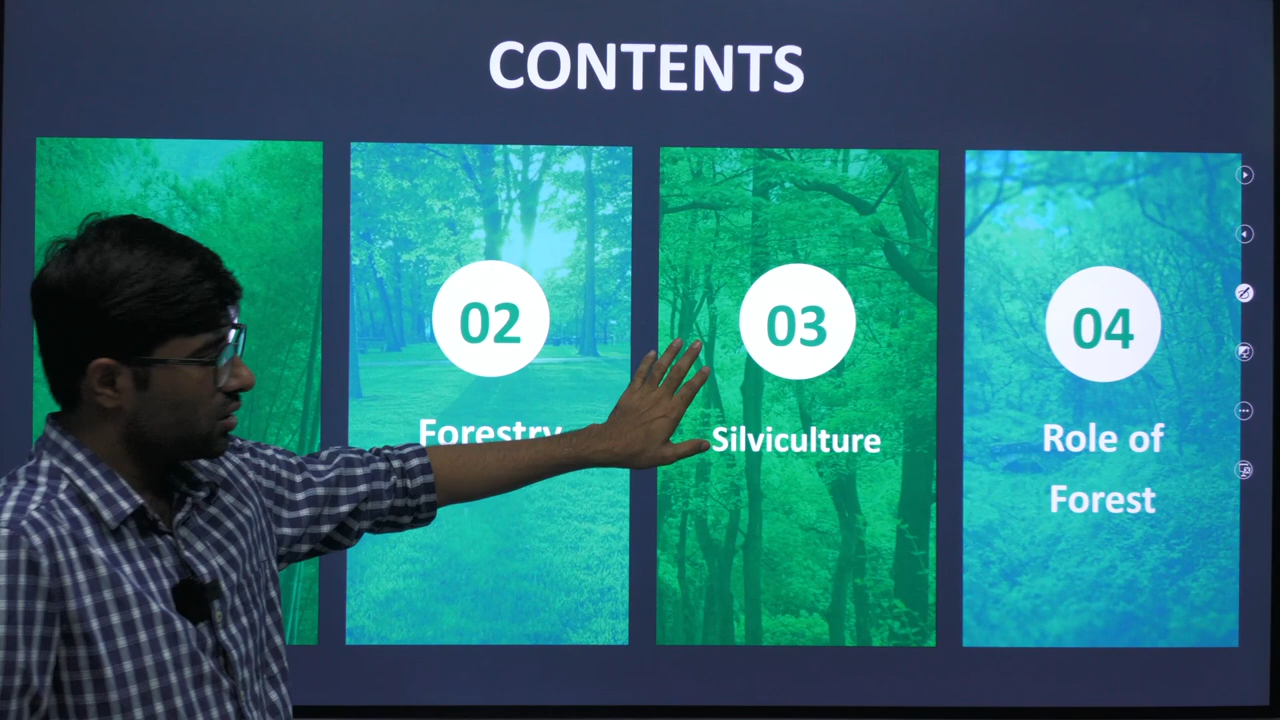 CONTENTS
02
Forestry
03
Silviculture
04
Role of
Forest